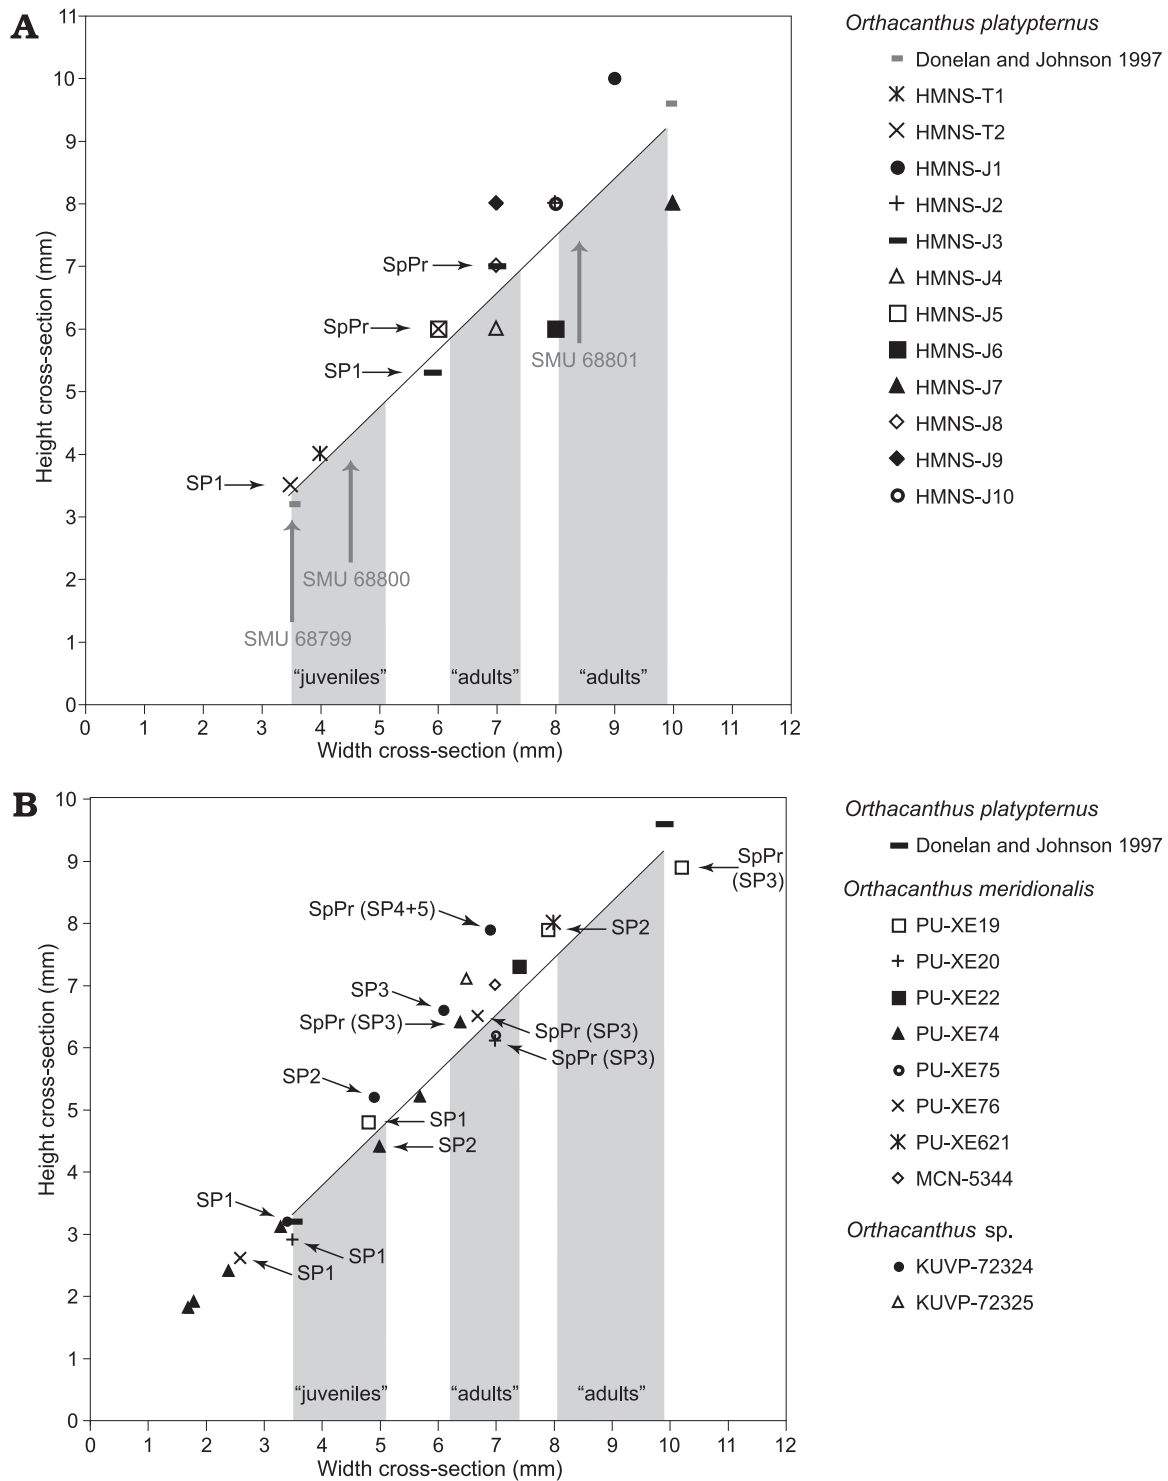 A
11
10
9
8
7
6
5
4
3
2
1
0
Height cross-section (mm)
SpPr
SpPr
SP1
SP1
SMU 68801
SMU 68800
SMU 68799
“juveniles”
“adults”
“adults”
0 1 2 3 4 5 6 7 8 9 10 11 12
Width cross-section (mm)
Orthacanthus platypternus
Donelan and Johnson 1997
HMNS-T1
HMNS-T2
HMNS-J1
HMNS-J2
HMNS-J3
HMNS-J4
HMNS-J5
HMNS-J6
HMNS-J7
HMNS-J8
HMNS-J9
HMNS-J10
B
10
9
8
7
6
5
4
3
2
1
0
Height cross-section (mm)
SpPr
(SP3)
SpPr (SP4+5)
SP2
SP3
SpPr (SP3)
SpPr (SP3)
SpPr (SP3)
SP2
SP1
SP2
SP1
SP1
SP1
“juveniles”
“adults”
“adults”
0 1 2 3 4 5 6 7 8 9 10 11 12
Width cross-section (mm)
Orthacanthus platypternus
Donelan and Johnson 1997
Orthacanthus meridionalis
PU-XE19
PU-XE20
PU-XE22
PU-XE74
PU-XE75
PU-XE76
PU-XE621
MCN-5344
Orthacanthus sp.
KUVP-72324
KUVP-72325